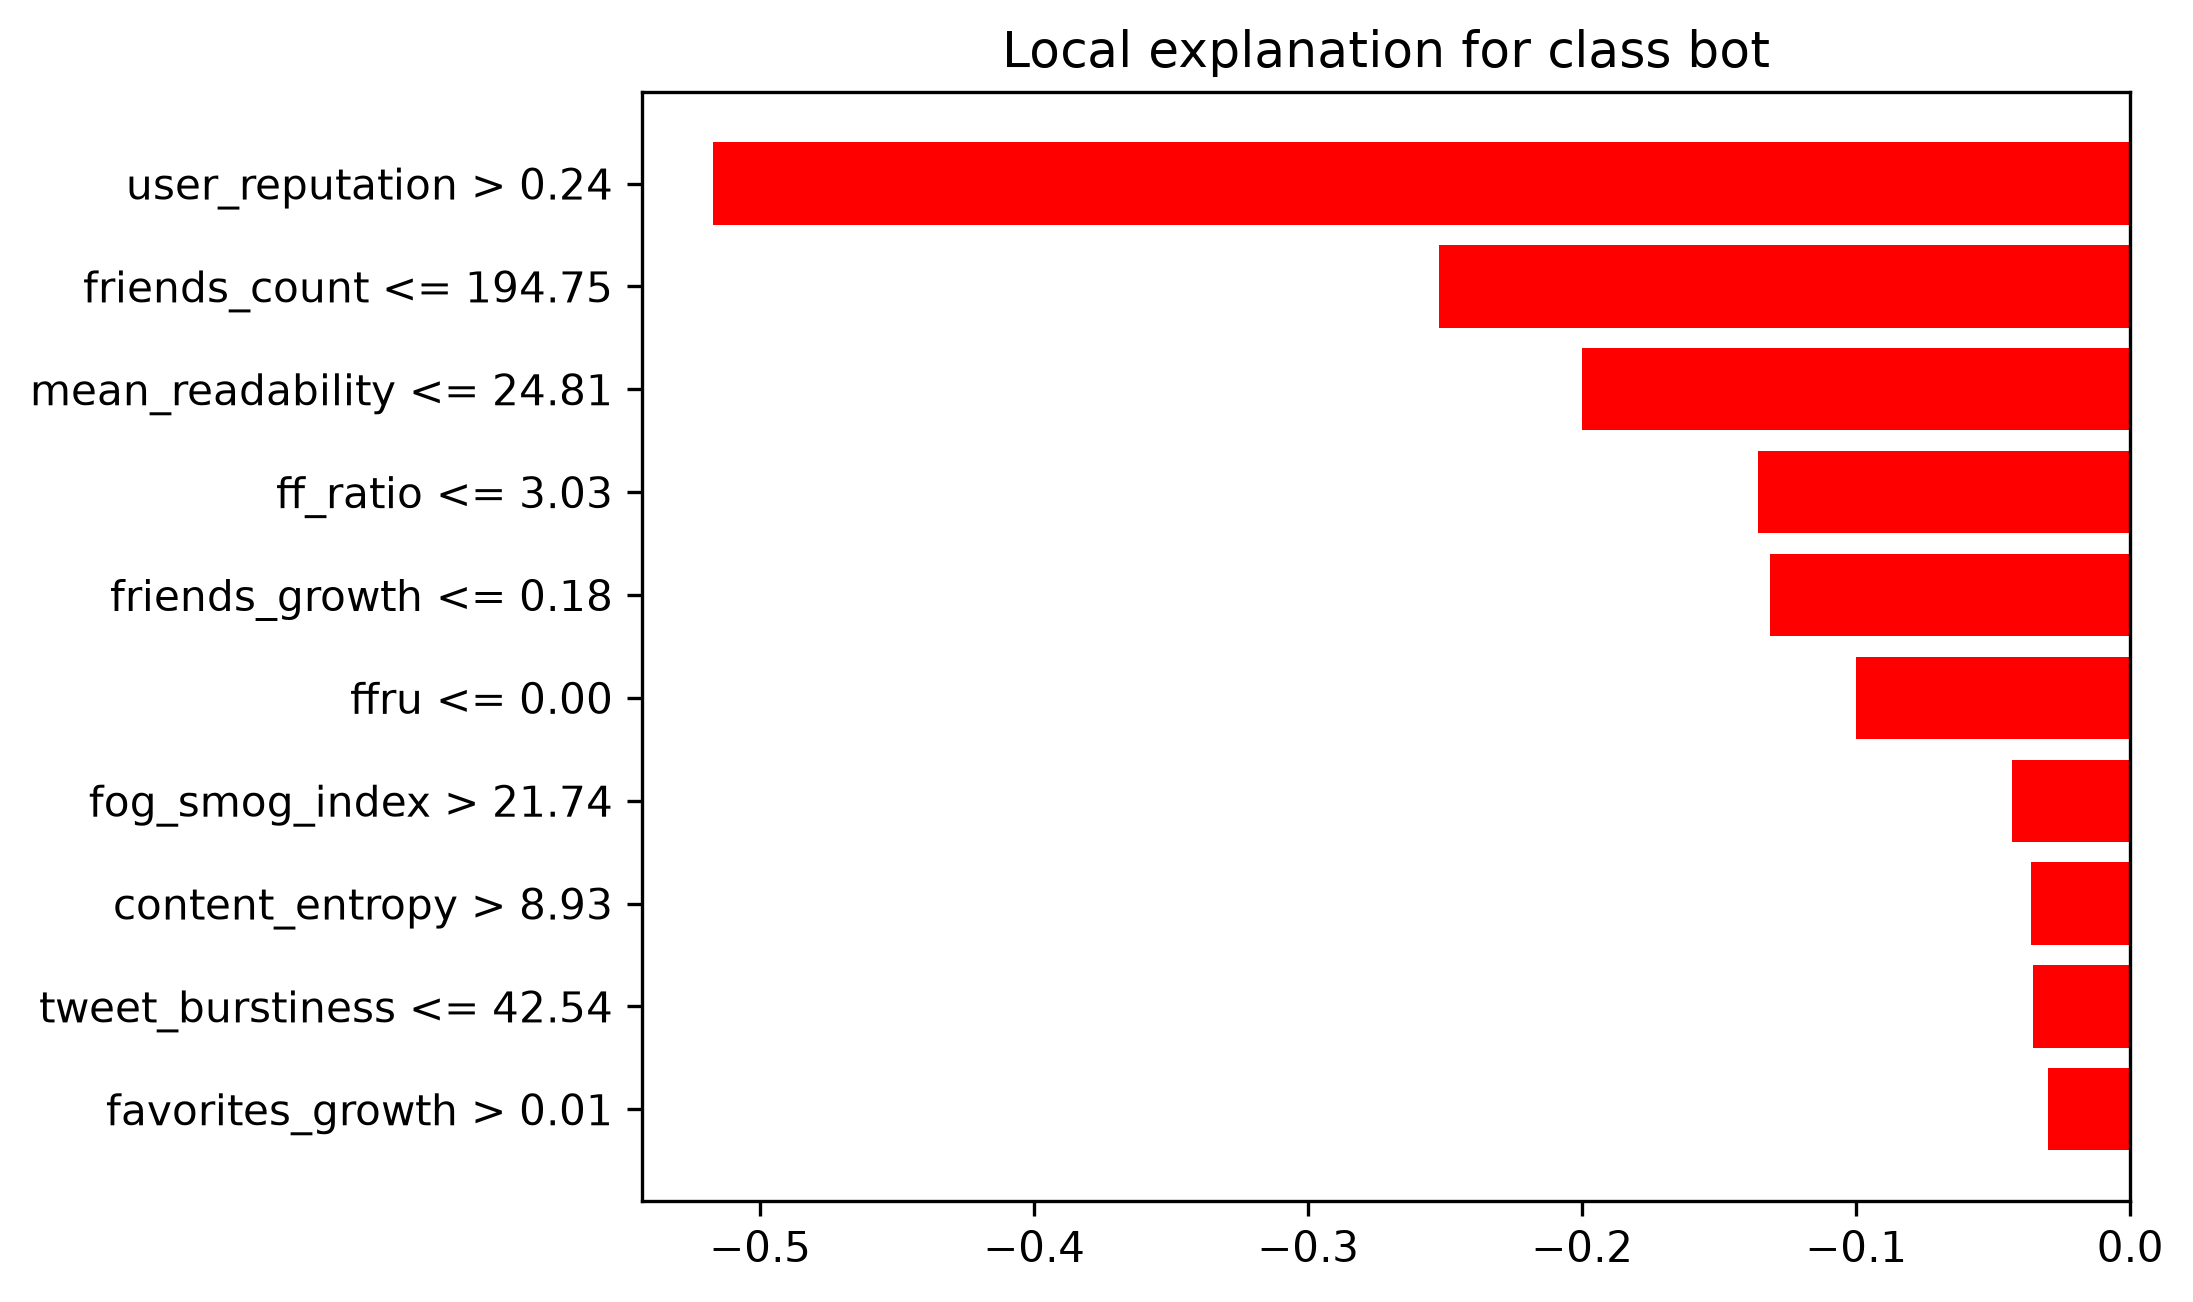 Local explanation for class bot
user_reputation > 0.24
friends_count <= 194.75
mean_readability <= 24.81
ff_ratio <= 3.03
friends_growth <= 0.18
ffru <= 0.00
fog_smog_index > 21.74
content_entropy > 8.93
tweet_burstiness <= 42.54
favorites_growth > 0.01
−0.5 −0.4 −0.3 −0.2 −0.1 0.0